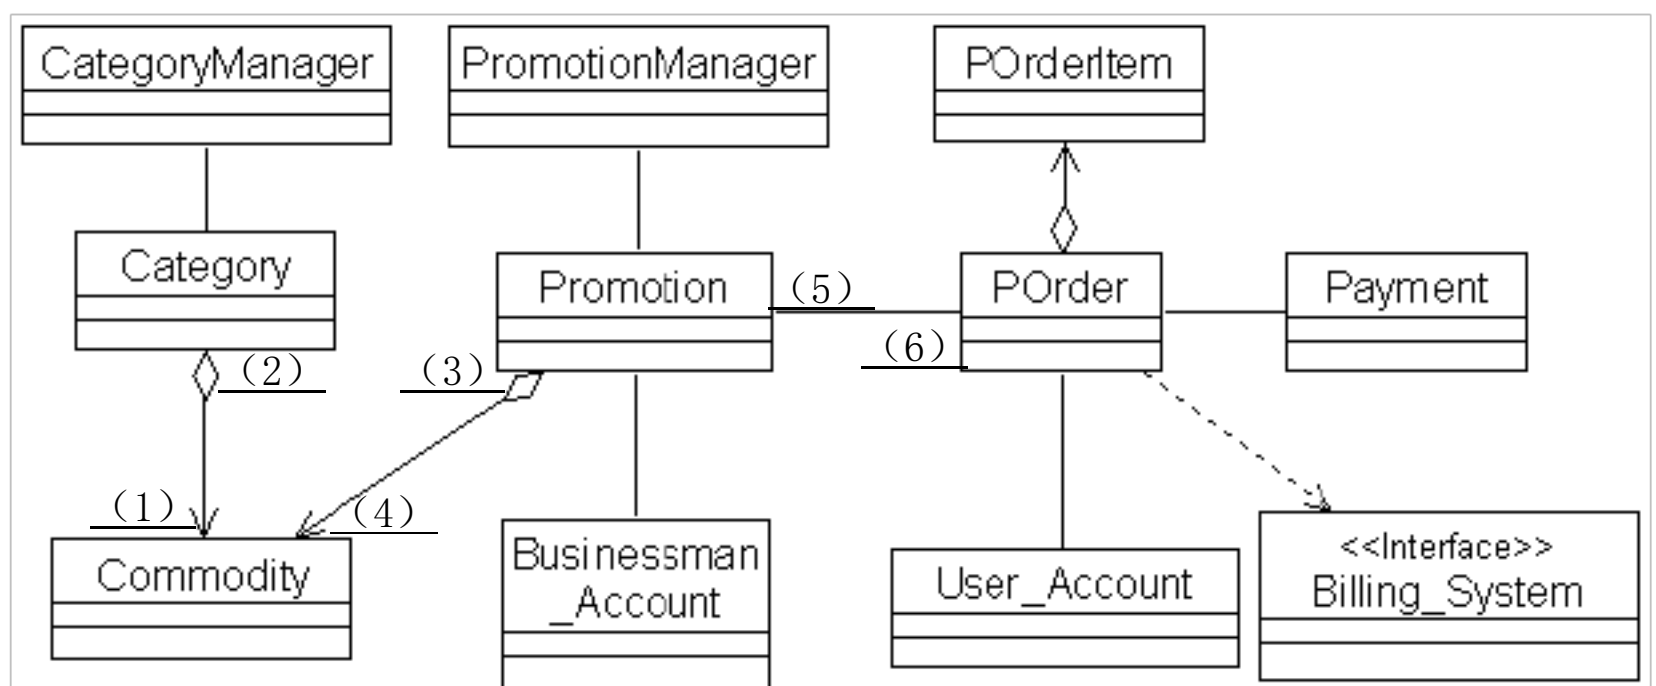 CategoryManager
PromotionManager
POrderItem
Category
Promotion
(5)
POrder
Payment
(6)
(2)
(3)
(1)
(4)
Commodity
Businessman
_Account
User_Account
<<Interface>>
Billing_System